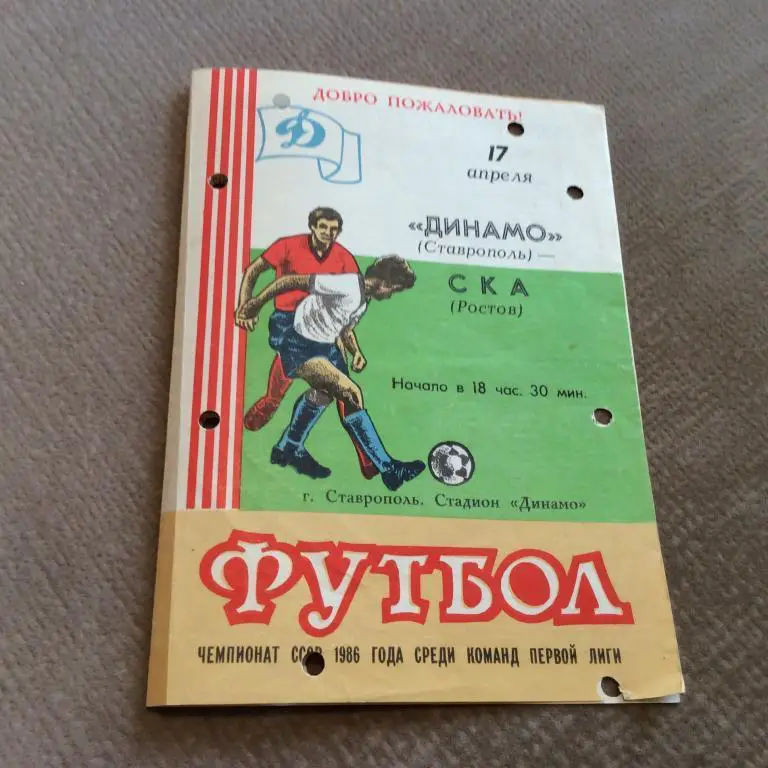 ДОБРО ПОЖАЛОВАТЬ!
Д
17
апреля
«ДИНАМО»
(Ставрополь) —
СКА
(Ростов)
Начало в 18 час. 30 мин.
г. Ставрополь. Стадион «Динамо»
ФУТБОЛ
ЧЕМПИОНАТ СССР 1986 ГОДА СРЕДИ КОМАНД ПЕРВОЙ ЛИГИ